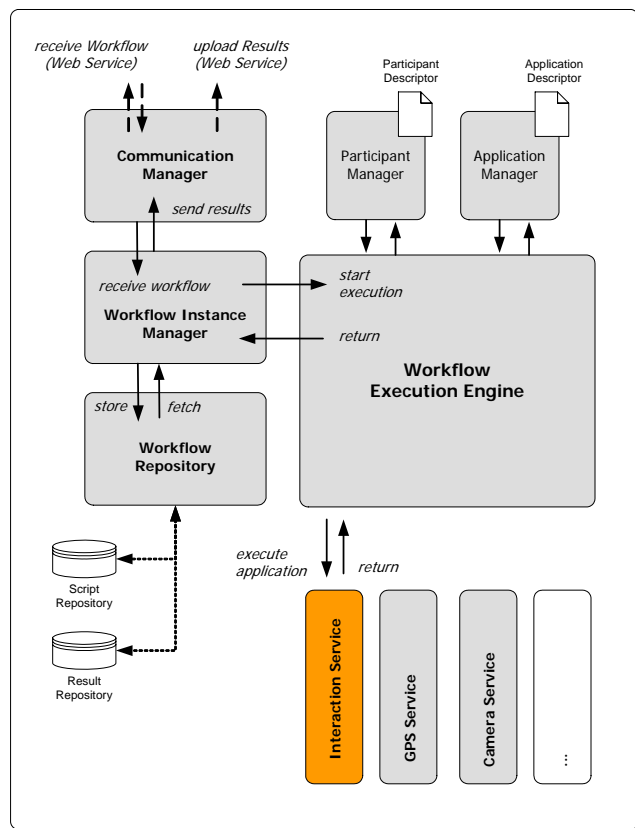 receive Workflow
(Web Service)
upload Results
(Web Service)
Participant
Descriptor
Application
Descriptor
Communication
Manager
Participant
Manager
Application
Manager
send results
receive workflow
start
execution
Workflow Instance
Manager
return
Workflow
Execution Engine
store
fetch
Workflow
Repository
execute
application
return
Script
Repository
Result
Repository
Interaction Service
GPS Service
Camera Service
...